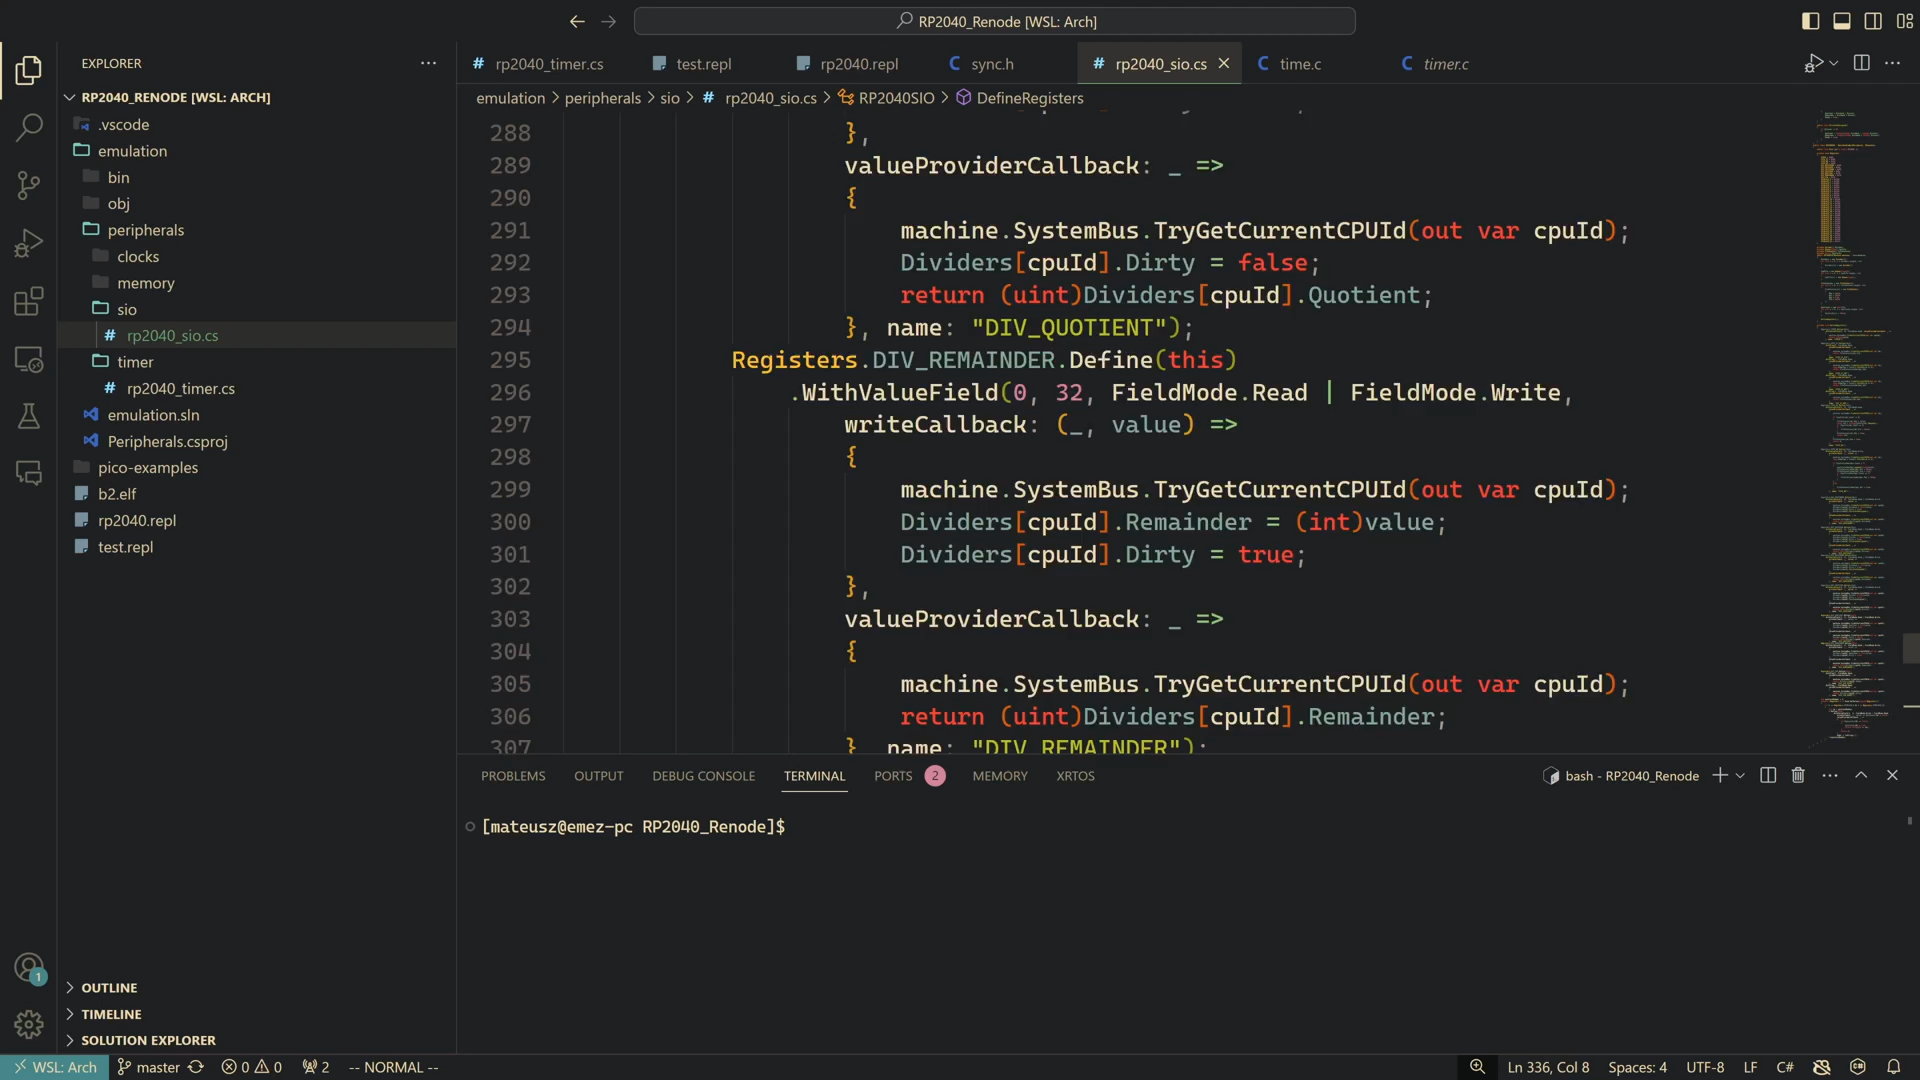 RP2040_Renode [WSL: Arch]
EXPLORER
RP2040_RENODE [WSL: ARCH]
.vscode
emulation
bin
obj
peripherals
clocks
memory
sio
# rp2040_sio.cs
timer
# rp2040_timer.cs
emulation.sln
Peripherals.csproj
pico-examples
b2.elf
rp2040.repl
test.repl
OUTLINE
TIMELINE
SOLUTION EXPLORER
# rp2040_timer.cs test.repl rp2040.repl C sync.h # rp2040_sio.cs C time.c C timer.c
emulation > peripherals > sio > # rp2040_sio.cs > RP2040SIO > DefineRegisters
288 },
289 valueProviderCallback: _ =>
290 {
291 machine.SystemBus.TryGetCurrentCPUId(out var cpuId);
292 Dividers[cpuId].Dirty = false;
293 return (uint)Dividers[cpuId].Quotient;
294 }, name: "DIV_QUOTIENT");
295 Registers.DIV_REMAINDER.Define(this)
296 .WithValueField(0, 32, FieldMode.Read | FieldMode.Write,
297 writeCallback: (_, value) =>
298 {
299 machine.SystemBus.TryGetCurrentCPUId(out var cpuId);
300 Dividers[cpuId].Remainder = (int)value;
301 Dividers[cpuId].Dirty = true;
302 },
303 valueProviderCallback: _ =>
304 {
305 machine.SystemBus.TryGetCurrentCPUId(out var cpuId);
306 return (uint)Dividers[cpuId].Remainder;
307 }, name: "DIV_REMAINDER");
PROBLEMS OUTPUT DEBUG CONSOLE TERMINAL PORTS 2 MEMORY XRTOS
bash - RP2040_Renode
[mateusz@emez-pc RP2040_Renode]$
1
WSL: Arch master 0 0 2 -- NORMAL --
Ln 336, Col 8 Spaces: 4 UTF-8 LF C#